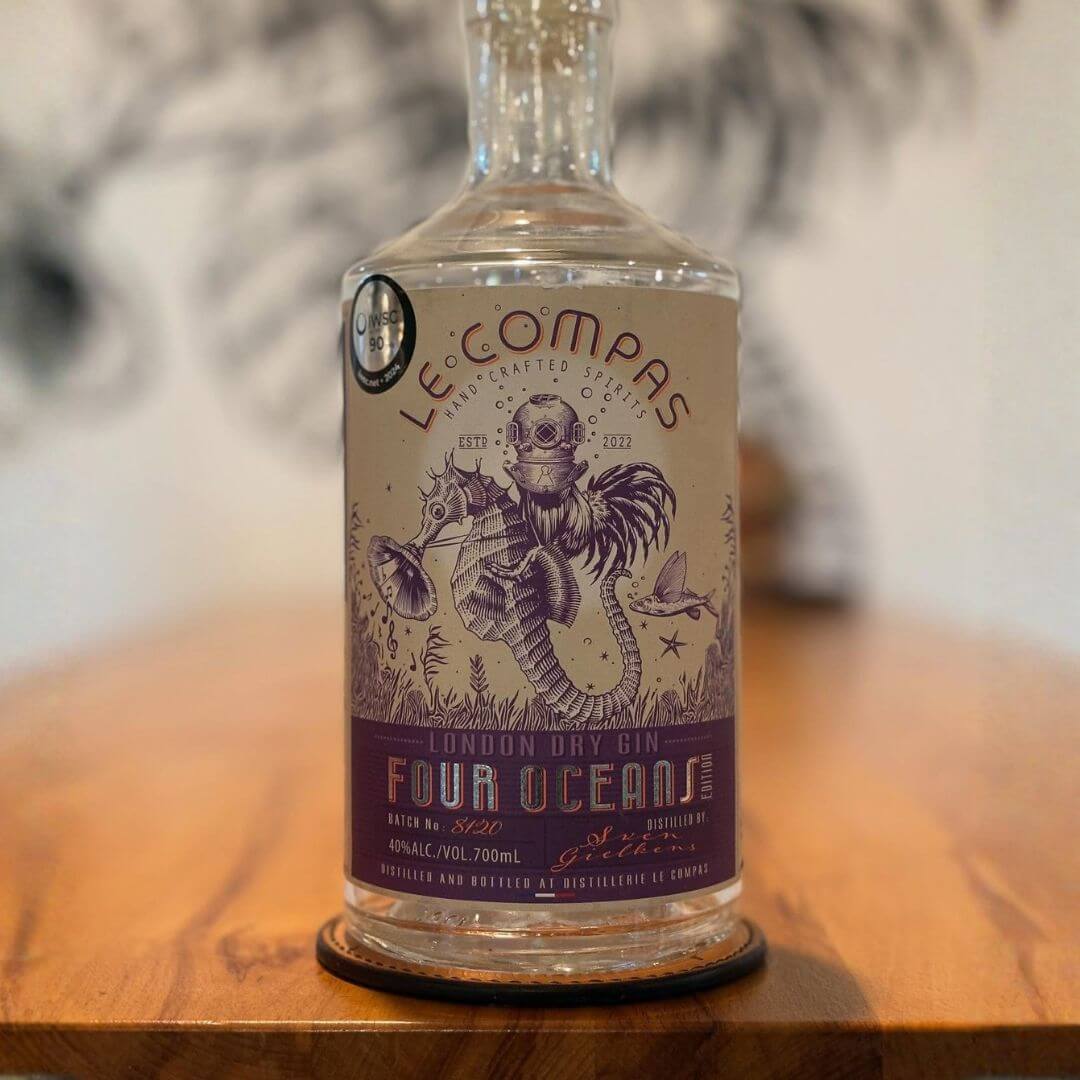 IWSC
90
2024
LE COMPAS
HAND CRAFTED SPIRITS
ESTD 2022
LONDON DRY GIN
FOUR OCEANS
EDITION
BATCH No: 8120
DISTILLED BY:
Sven
Gielkens
40%ALC./VOL.700mL
DISTILLED AND BOTTLED AT DISTILLERIE LE COMPAS